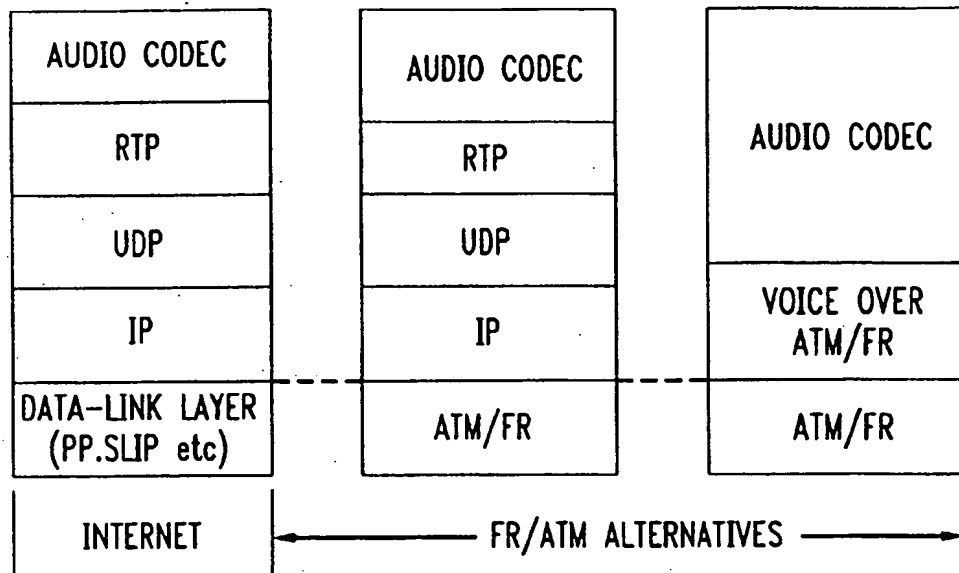 AUDIO CODEC
RTP
UDP
IP
DATA-LINK LAYER
(PP.SLIP etc)
INTERNET
AUDIO CODEC
RTP
UDP
IP
ATM/FR
AUDIO CODEC
VOICE OVER
ATM/FR
ATM/FR
FR/ATM ALTERNATIVES